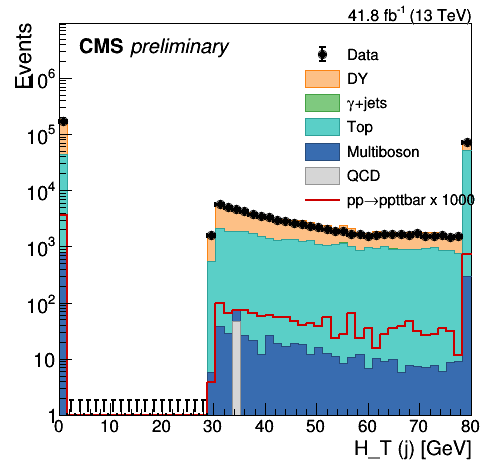 41.8 fb⁻¹ (13 TeV)
CMS preliminary
Events
Data
DY
γ+jets
Top
Multiboson
QCD
pp→ppttbar x 1000
10⁶
10⁵
10⁴
10³
10²
10
1
0 10 20 30 40 50 60 70 80
H_T (j) [GeV]